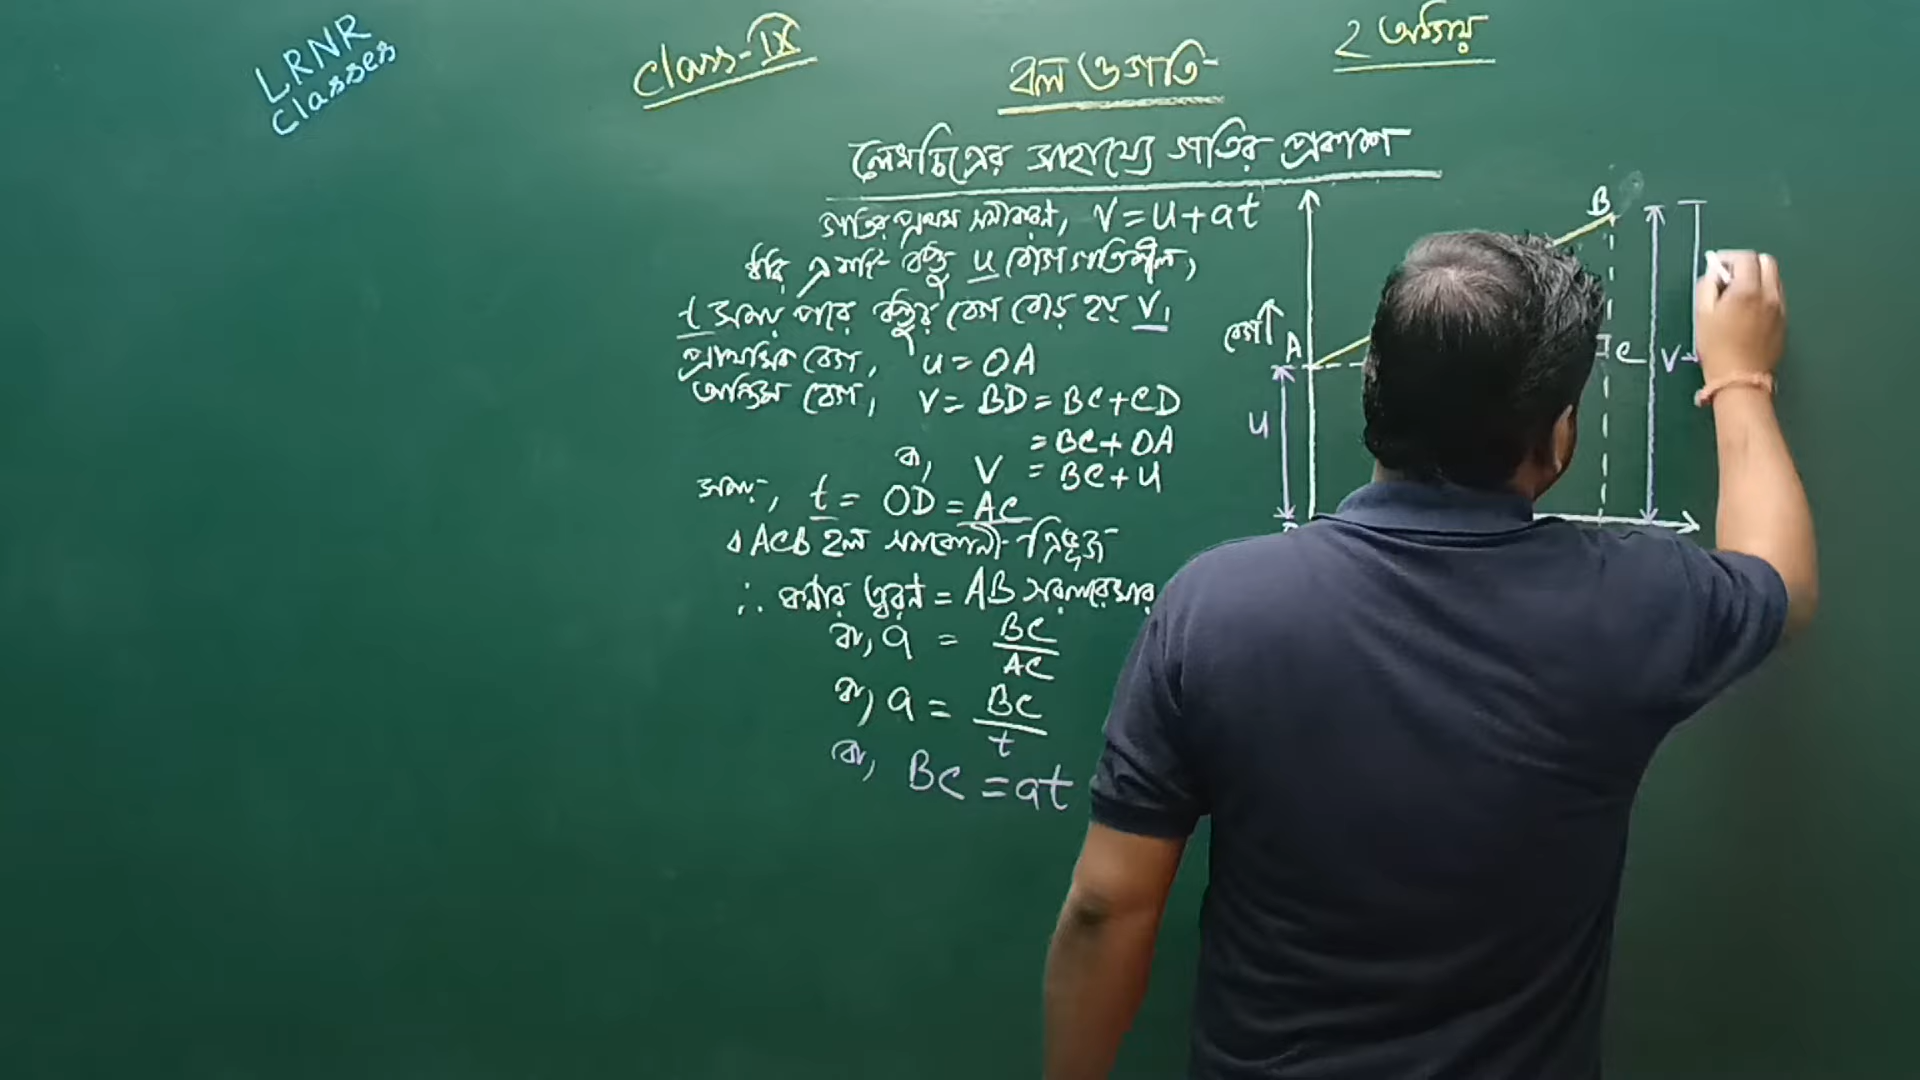 LRNR
Classes
Class-IX
বল ও গতি
2 অধ্যায়
লেখচিত্রের সাহায্যে গতির প্রকাশ
গতির প্রথম সমীকরণ, V = u + at
ধরি, একটি বস্তু u বেগে গতিশীল,
t সময় পরে বস্তুর বেগ বেড়ে হয় V।
প্রাথমিক বেগ, u = OA
অন্তিম বেগ, V = BD = BC + CD
= BC + OA
বা, V = BC + u
সময়, t = OD = AC
ACB হল সমকোণী ত্রিভুজ
∴ কণার ত্বরণ = AB সরলরেখার
বা, a = BC/AC
বা, a = BC/t
বা, BC = at
B
বেগ
A
C
V
u